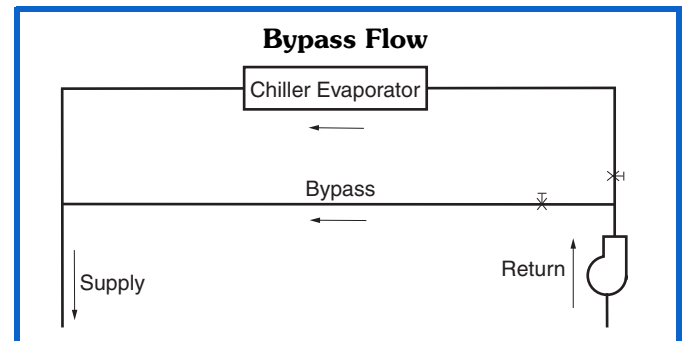 Bypass Flow
Chiller Evaporator
Bypass
Return
Supply